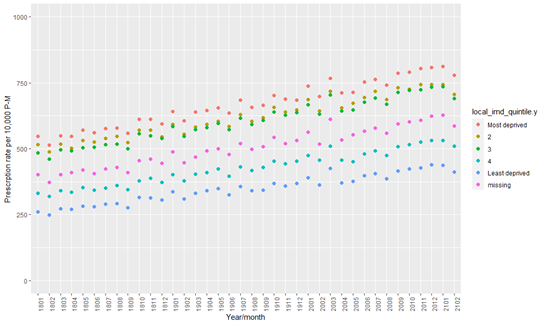 1000
750
500
250
0
Prescrption rate per 10,000 P-M
1801 1802 1803 1804 1805 1806 1807 1808 1809 1810 1811 1812 1901 1902 1903 1904 1905 1906 1907 1908 1909 1910 1911 1912 2001 2002 2003 2004 2005 2006 2007 2008 2009 2010 2011 2012 2101 2102
Year/month
local_imd_quintile.y
Most deprived
2
3
4
Least deprived
missing